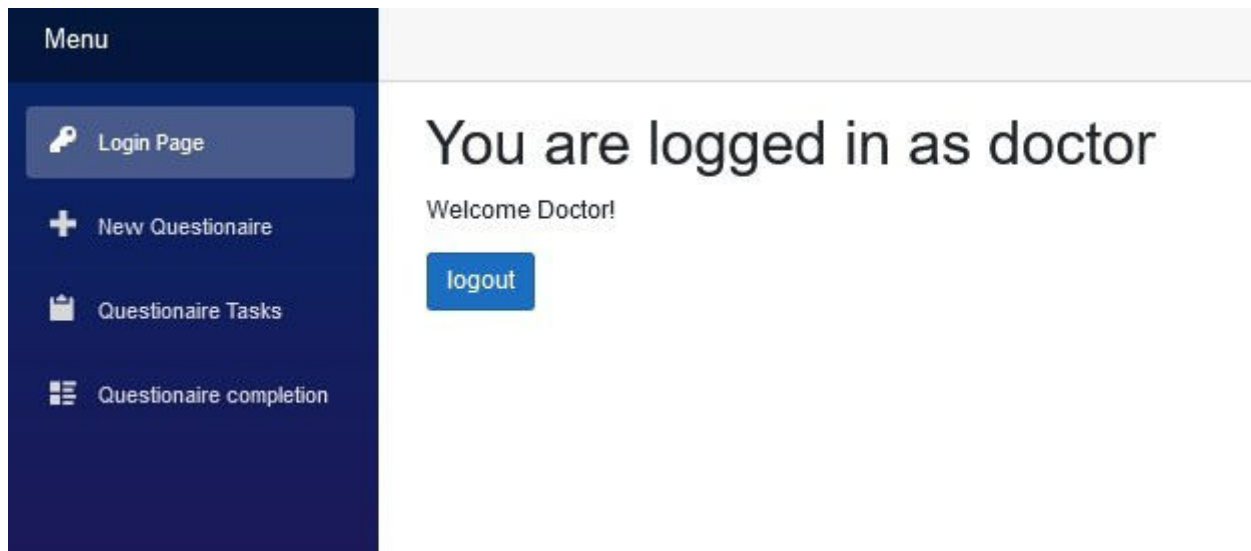 Menu
Login Page
New Questionaire
Questionaire Tasks
Questionaire completion
You are logged in as doctor
Welcome Doctor!
logout